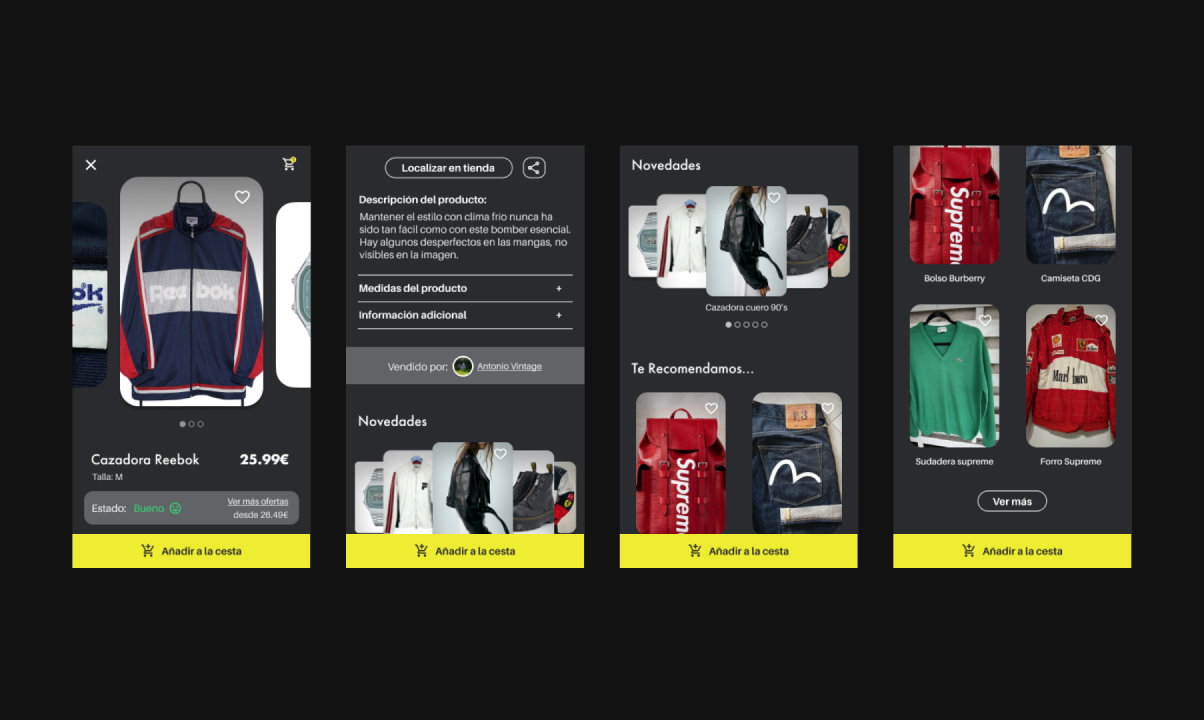 Reebok
ok
Cazadora Reebok
25.99€
Talla: M
Estado: Bueno
Ver más ofertas
desde 26.49€
Añadir a la cesta
Localizar en tienda
Descripción del producto:
Mantener el estilo con clima frío nunca ha
sido tan fácil como con este bomber esencial.
Hay algunos desperfectos en las mangas, no
visibles en la imagen.
Medidas del producto +
Información adicional +
Vendido por: Antonio Vintage
Novedades
Añadir a la cesta
Novedades
Cazadora cuero 90's
Te Recomendamos...
Supreme
Añadir a la cesta
Supreme
Bolso Burberry
Camiseta CDG
Marlboro
Sudadera supreme
Forro Supreme
Ver más
Añadir a la cesta